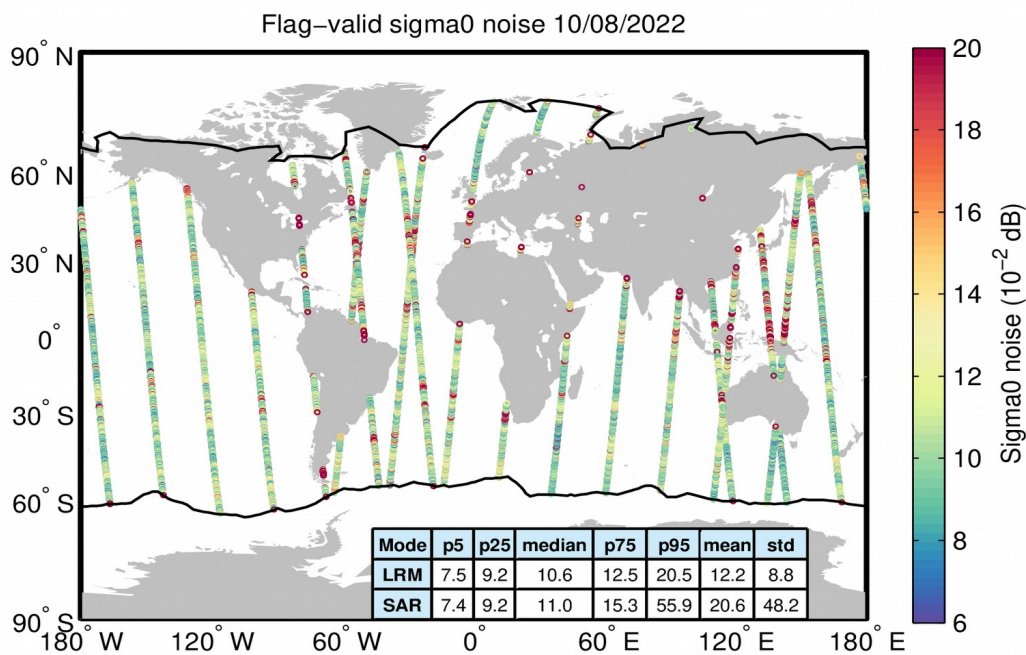 Flag−valid sigma0 noise 10/08/2022
90° N
60° N
30° N
0°
30° S
60° S
90° S
180° W
120° W
60° W
0°
60° E
120° E
180° E
Mode p5 p25 median p75 p95 mean std
LRM 7.5 9.2 10.6 12.5 20.5 12.2 8.8
SAR 7.4 9.2 11.0 15.3 55.9 20.6 48.2
20
18
16
14
12
10
8
6
Sigma0 noise (10⁻² dB)